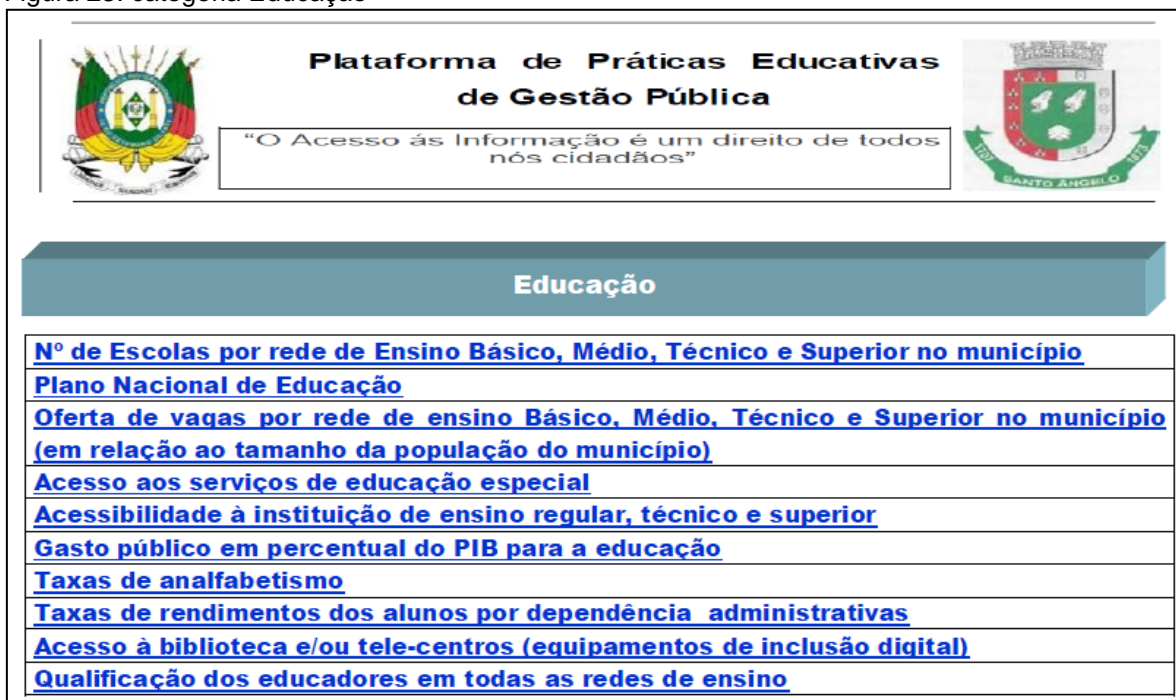 Figura 23: categoria Educação
Plataforma de Práticas Educativas
de Gestão Pública
"O Acesso ás Informação é um direito de todos
nós cidadãos"
1707
SANTO ÂNGELO
1873
Educação
Nº de Escolas por rede de Ensino Básico, Médio, Técnico e Superior no município
Plano Nacional de Educação
Oferta de vagas por rede de ensino Básico, Médio, Técnico e Superior no município
(em relação ao tamanho da população do município)
Acesso aos serviços de educação especial
Acessibilidade à instituição de ensino regular, técnico e superior
Gasto público em percentual do PIB para a educação
Taxas de analfabetismo
Taxas de rendimentos dos alunos por dependência administrativas
Acesso à biblioteca e/ou tele-centros (equipamentos de inclusão digital)
Qualificação dos educadores em todas as redes de ensino